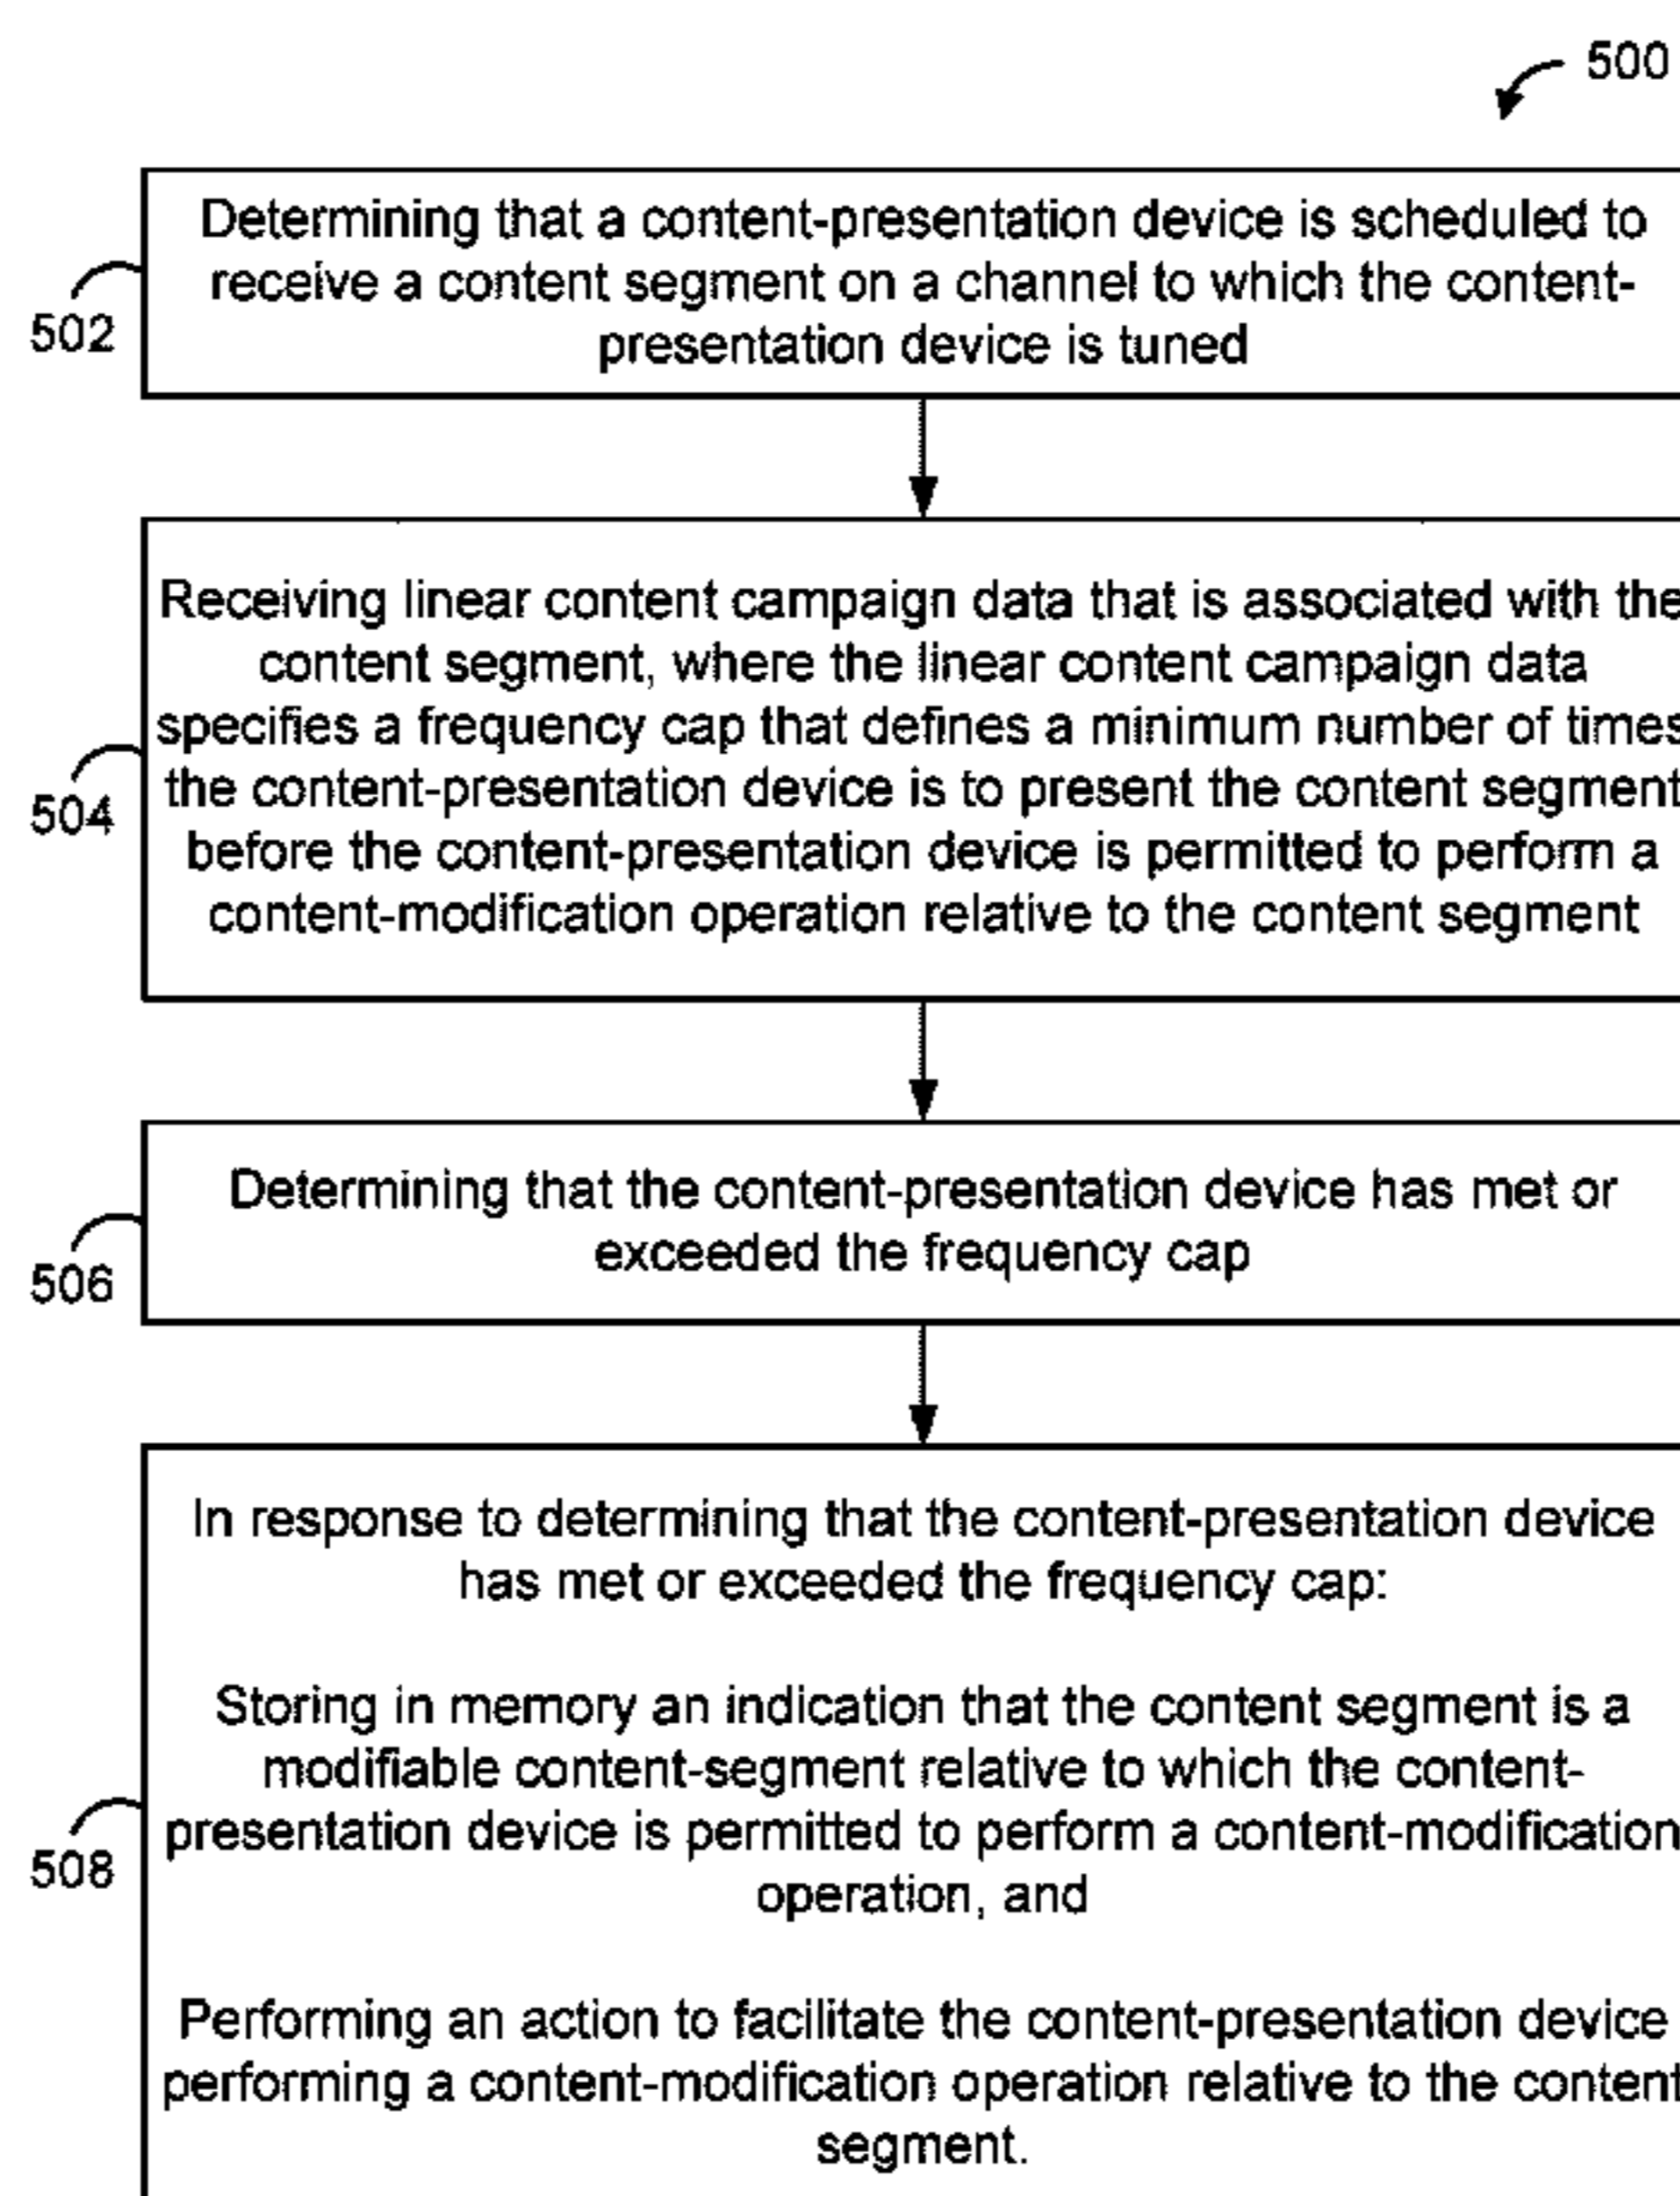 500
Determining that a content-presentation device is scheduled to
receive a content segment on a channel to which the content-
presentation device is tuned
502
Receiving linear content campaign data that is associated with the
content segment, where the linear content campaign data
specifies a frequency cap that defines a minimum number of times
the content-presentation device is to present the content segment
before the content-presentation device is permitted to perform a
content-modification operation relative to the content segment
504
Determining that the content-presentation device has met or
exceeded the frequency cap
506
In response to determining that the content-presentation device
has met or exceeded the frequency cap:
Storing in memory an indication that the content segment is a
modifiable content-segment relative to which the content-
presentation device is permitted to perform a content-modification
operation, and
508
Performing an action to facilitate the content-presentation device
performing a content-modification operation relative to the content
segment.